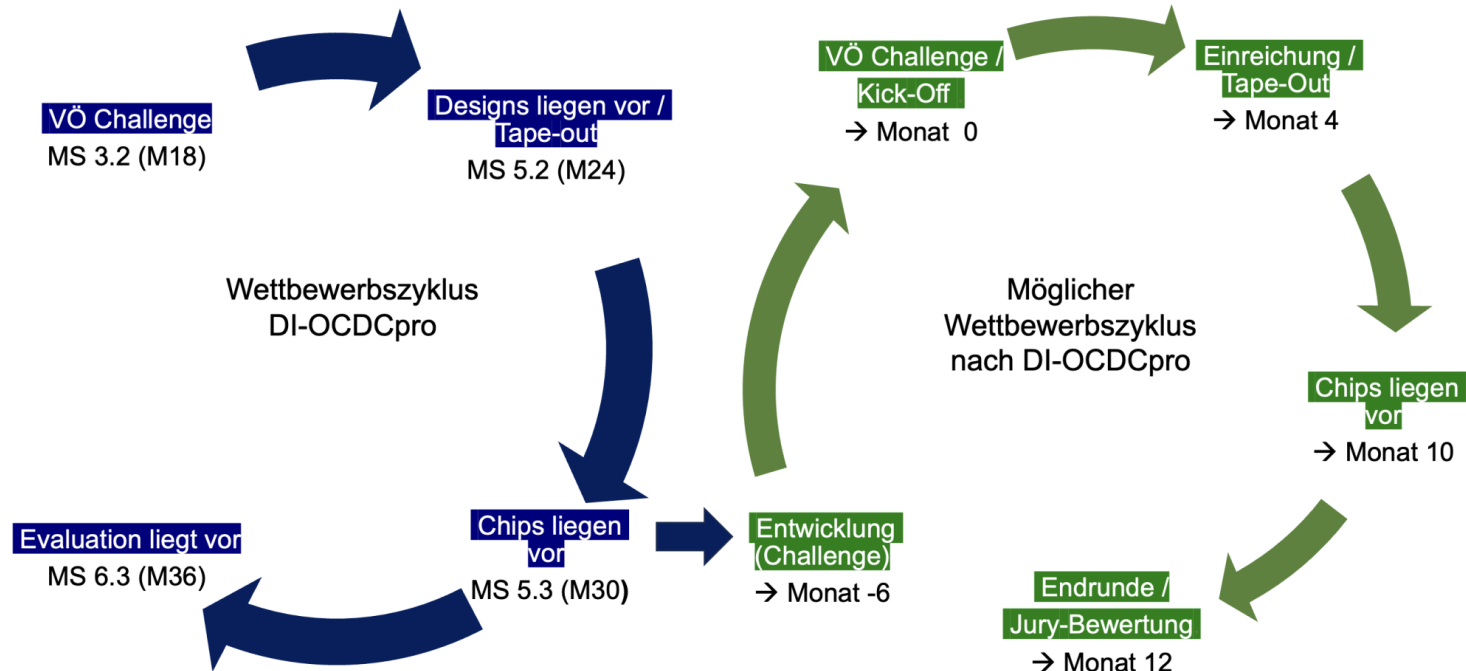 VÖ Challenge
MS 3.2 (M18)
Designs liegen vor /
Tape-out
MS 5.2 (M24)
Wettbewerbszyklus
DI-OCDCpro
Chips liegen
vor
MS 5.3 (M30)
Evaluation liegt vor
MS 6.3 (M36)
Entwicklung
(Challenge)
→ Monat -6
VÖ Challenge /
Kick-Off
→ Monat 0
Einreichung /
Tape-Out
→ Monat 4
Möglicher
Wettbewerbszyklus
nach DI-OCDCpro
Chips liegen
vor
→ Monat 10
Endrunde /
Jury-Bewertung
→ Monat 12